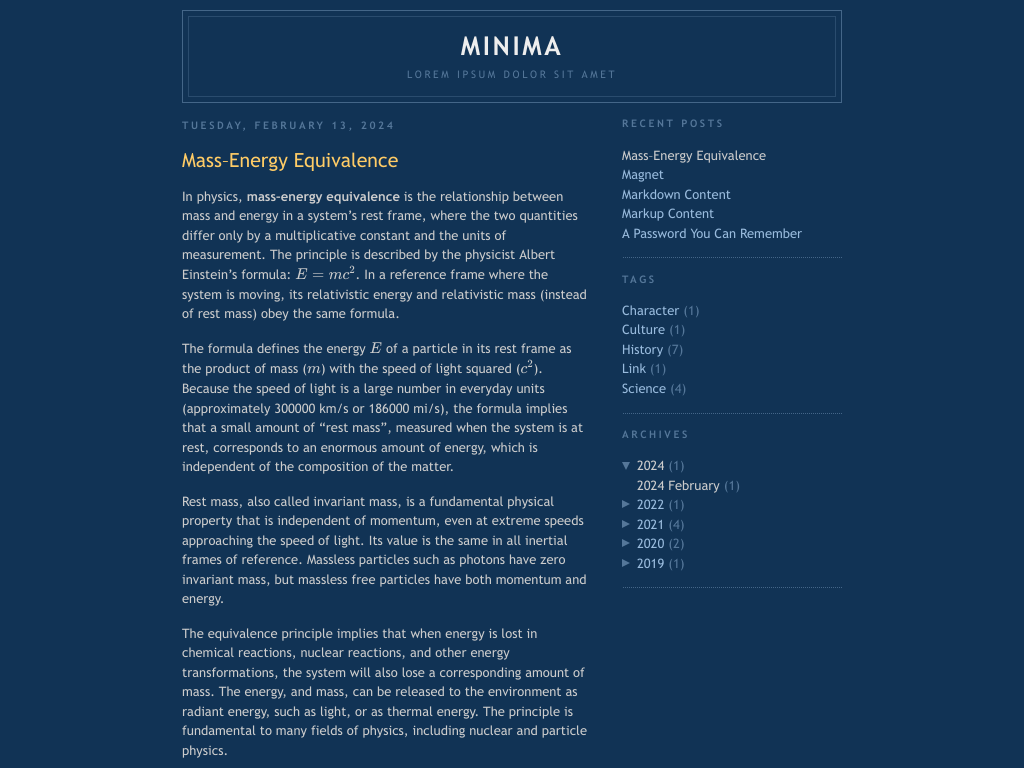 MINIMA
LOREM IPSUM DOLOR SIT AMET
TUESDAY, FEBRUARY 13, 2024
Mass–Energy Equivalence
In physics, mass–energy equivalence is the relationship between
mass and energy in a system’s rest frame, where the two quantities
differ only by a multiplicative constant and the units of
measurement. The principle is described by the physicist Albert
Einstein’s formula: E = mc². In a reference frame where the
system is moving, its relativistic energy and relativistic mass (instead
of rest mass) obey the same formula.
The formula defines the energy E of a particle in its rest frame as
the product of mass (m) with the speed of light squared (c²).
Because the speed of light is a large number in everyday units
(approximately 300000 km/s or 186000 mi/s), the formula implies
that a small amount of “rest mass”, measured when the system is at
rest, corresponds to an enormous amount of energy, which is
independent of the composition of the matter.
Rest mass, also called invariant mass, is a fundamental physical
property that is independent of momentum, even at extreme speeds
approaching the speed of light. Its value is the same in all inertial
frames of reference. Massless particles such as photons have zero
invariant mass, but massless free particles have both momentum and
energy.
The equivalence principle implies that when energy is lost in
chemical reactions, nuclear reactions, and other energy
transformations, the system will also lose a corresponding amount of
mass. The energy, and mass, can be released to the environment as
radiant energy, such as light, or as thermal energy. The principle is
fundamental to many fields of physics, including nuclear and particle
physics.
RECENT POSTS
Mass–Energy Equivalence
Magnet
Markdown Content
Markup Content
A Password You Can Remember
TAGS
Character (1)
Culture (1)
History (7)
Link (1)
Science (4)
ARCHIVES
▼ 2024 (1)
2024 February (1)
► 2022 (1)
► 2021 (4)
► 2020 (2)
► 2019 (1)